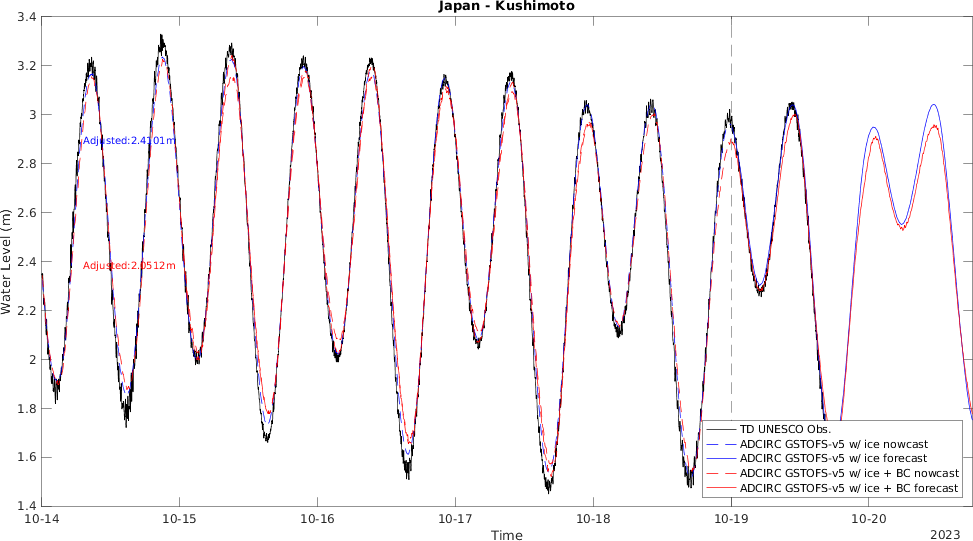 Japan - Kushimoto
3.4
3.2
3
2.8
2.6
2.4
2.2
2
1.8
1.6
1.4
Water Level (m)
Adjusted:2.4101m
Adjusted:2.0512m
TD UNESCO Obs.
ADCIRC GSTOFS-v5 w/ ice nowcast
ADCIRC GSTOFS-v5 w/ ice forecast
ADCIRC GSTOFS-v5 w/ ice + BC nowcast
ADCIRC GSTOFS-v5 w/ ice + BC forecast
10-14 10-15 10-16 10-17 10-18 10-19 10-20
Time
2023